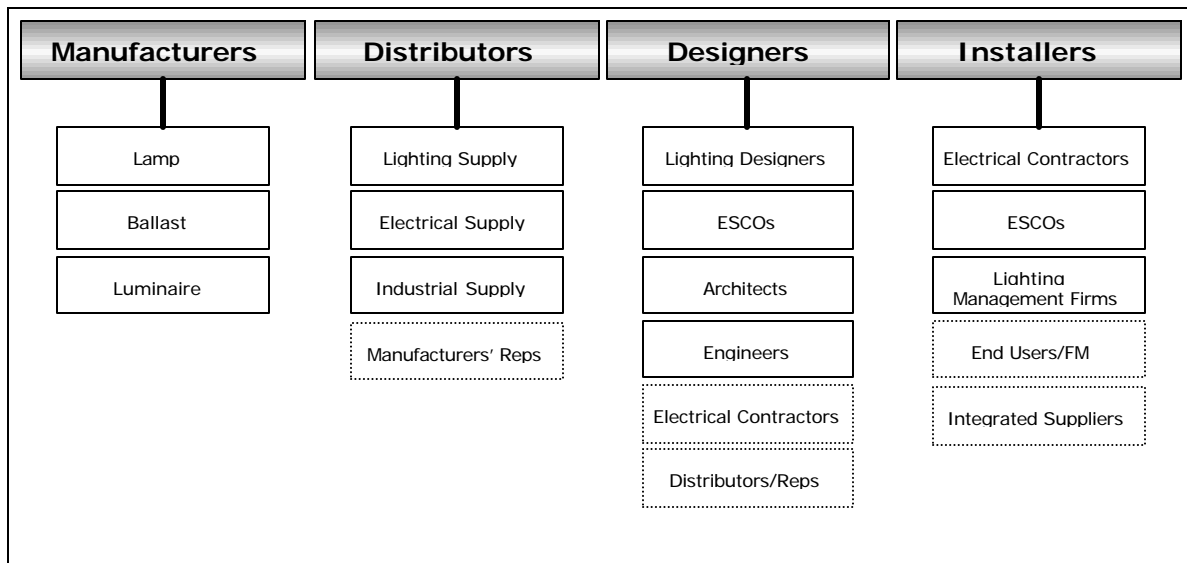 Manufacturers
Lamp
Ballast
Luminaire
Distributors
Lighting Supply
Electrical Supply
Industrial Supply
Manufacturers' Reps
Designers
Lighting Designers
ESCOs
Architects
Engineers
Electrical Contractors
Distributors/Reps
Installers
Electrical Contractors
ESCOs
Lighting
Management Firms
End Users/FM
Integrated Suppliers